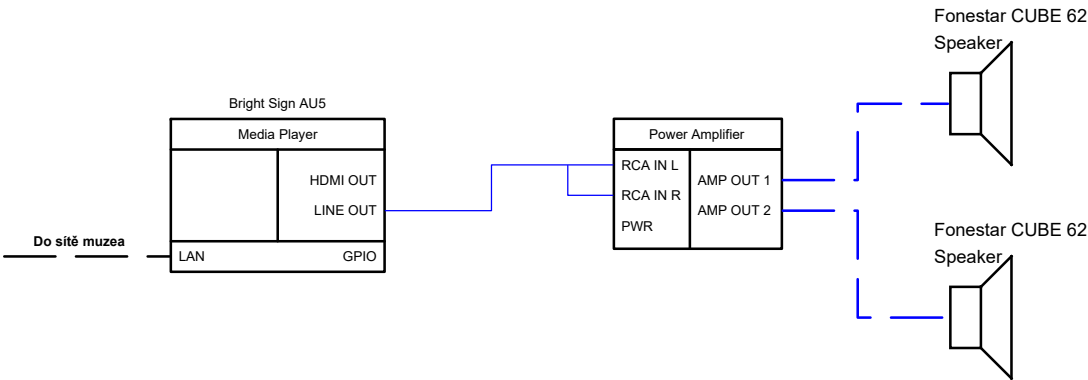 Fonestar CUBE 62
Speaker
Bright Sign AU5
Media Player
HDMI OUT
LINE OUT
LAN
GPIO
Do sítě muzea
Power Amplifier
RCA IN L
RCA IN R
PWR
AMP OUT 1
AMP OUT 2
Fonestar CUBE 62
Speaker